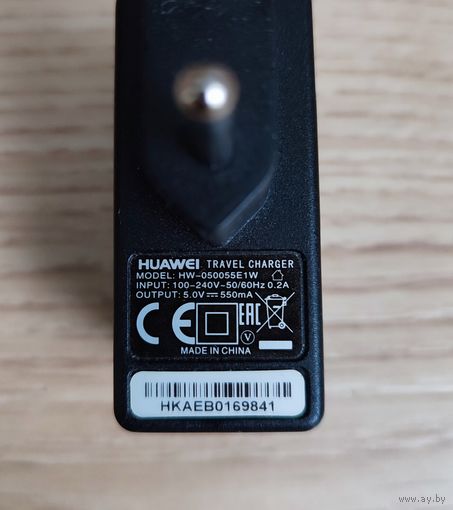 HUAWEI TRAVEL CHARGER
MODEL: HW-050055E1W
INPUT: 100-240V~50/60Hz 0.2A
OUTPUT: 5.0V⎓550mA
CE EAC
V
MADE IN CHINA
HKAEB0169841
www.ay.by